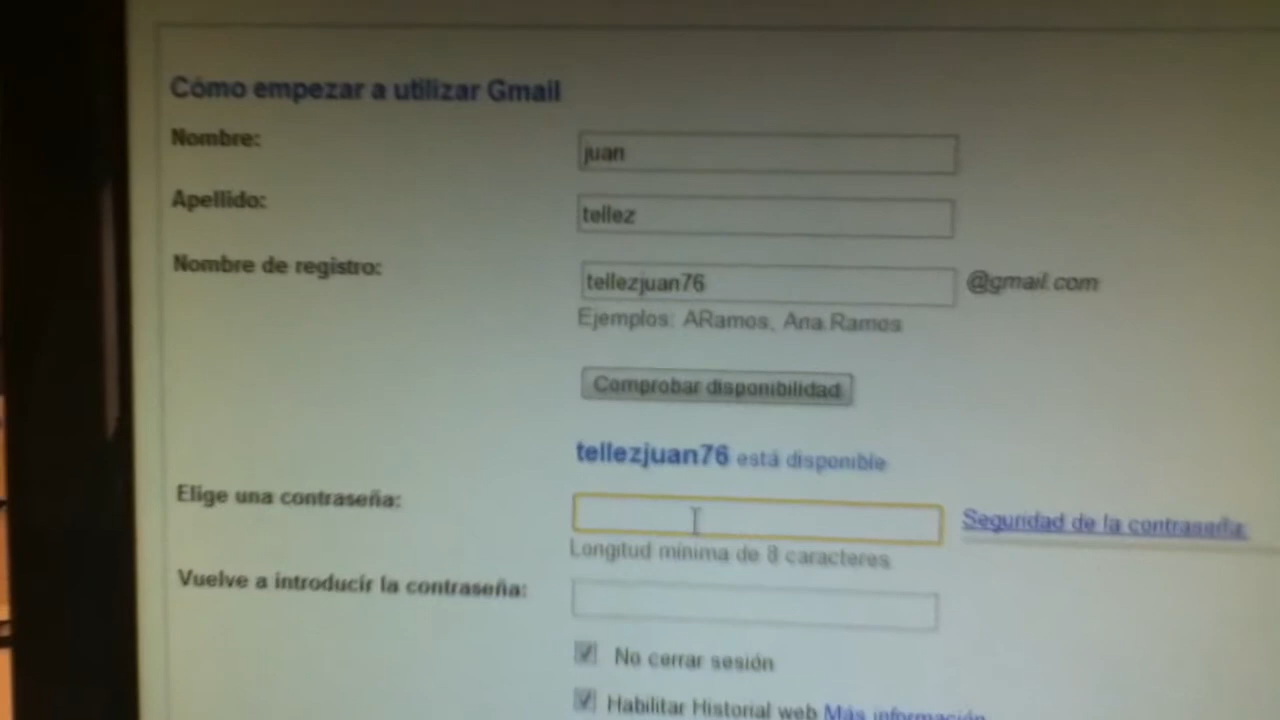 Cómo empezar a utilizar Gmail
Nombre:
juan
Apellido:
tellez
Nombre de registro:
tellezjuan76 @gmail.com
Ejemplos: ARamos, Ana.Ramos
Comprobar disponibilidad
tellezjuan76 está disponible
Elige una contraseña:
Seguridad de la contraseña:
Longitud mínima de 8 caracteres
Vuelve a introducir la contraseña:
No cerrar sesión
Habilitar Historial web Más información